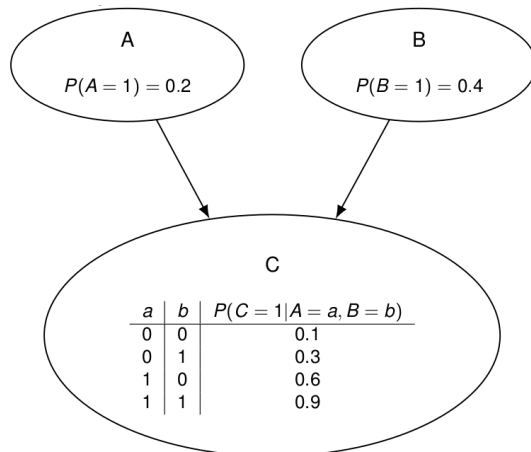 A
P(A = 1) = 0.2
B
P(B = 1) = 0.4
C
a b P(C = 1|A = a, B = b)
0 0 0.1
0 1 0.3
1 0 0.6
1 1 0.9